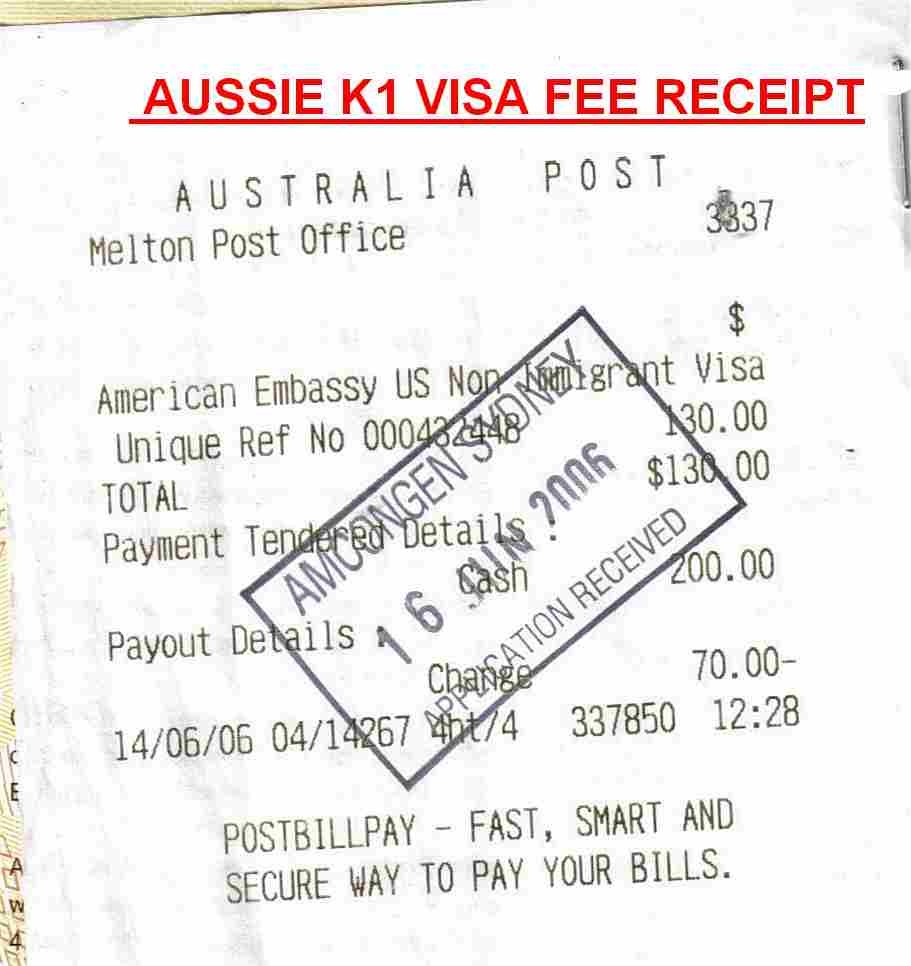 AUSSIE K1 VISA FEE RECEIPT
AUSTRALIA POST
Melton Post Office 3337
$
American Embassy US Non Immigrant Visa
Unique Ref No 000432448 130.00
TOTAL $130.00
Payment Tendered Details :
Cash 200.00
Payout Details :
Change 70.00-
14/06/06 04/14267 4ht/4 337850 12:28
POSTBILLPAY - FAST, SMART AND
SECURE WAY TO PAY YOUR BILLS.
AMCONGEN SYDNEY
16 JUN 2006
APPLICATION RECEIVED
C
E
A
W
4